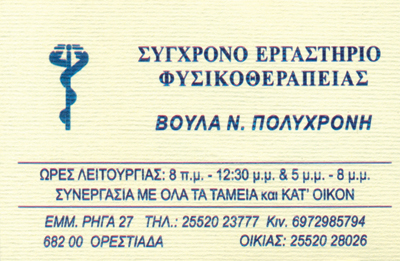 ΣΥΓΧΡΟΝΟ ΕΡΓΑΣΤΗΡΙΟ
ΦΥΣΙΚΟΘΕΡΑΠΕΙΑΣ
ΒΟΥΛΑ Ν. ΠΟΛΥΧΡΟΝΗ
ΩΡΕΣ ΛΕΙΤΟΥΡΓΙΑΣ: 8 π.μ. - 12:30 μ.μ. & 5 μ.μ. - 8 μ.μ.
ΣΥΝΕΡΓΑΣΙΑ ΜΕ ΟΛΑ ΤΑ ΤΑΜΕΙΑ και ΚΑΤ' ΟΙΚΟΝ
ΕΜΜ. ΡΗΓΑ 27 ΤΗΛ.: 25520 23777 Κιν. 6972985794
682 00 ΟΡΕΣΤΙΑΔΑ ΟΙΚΙΑΣ: 25520 28026